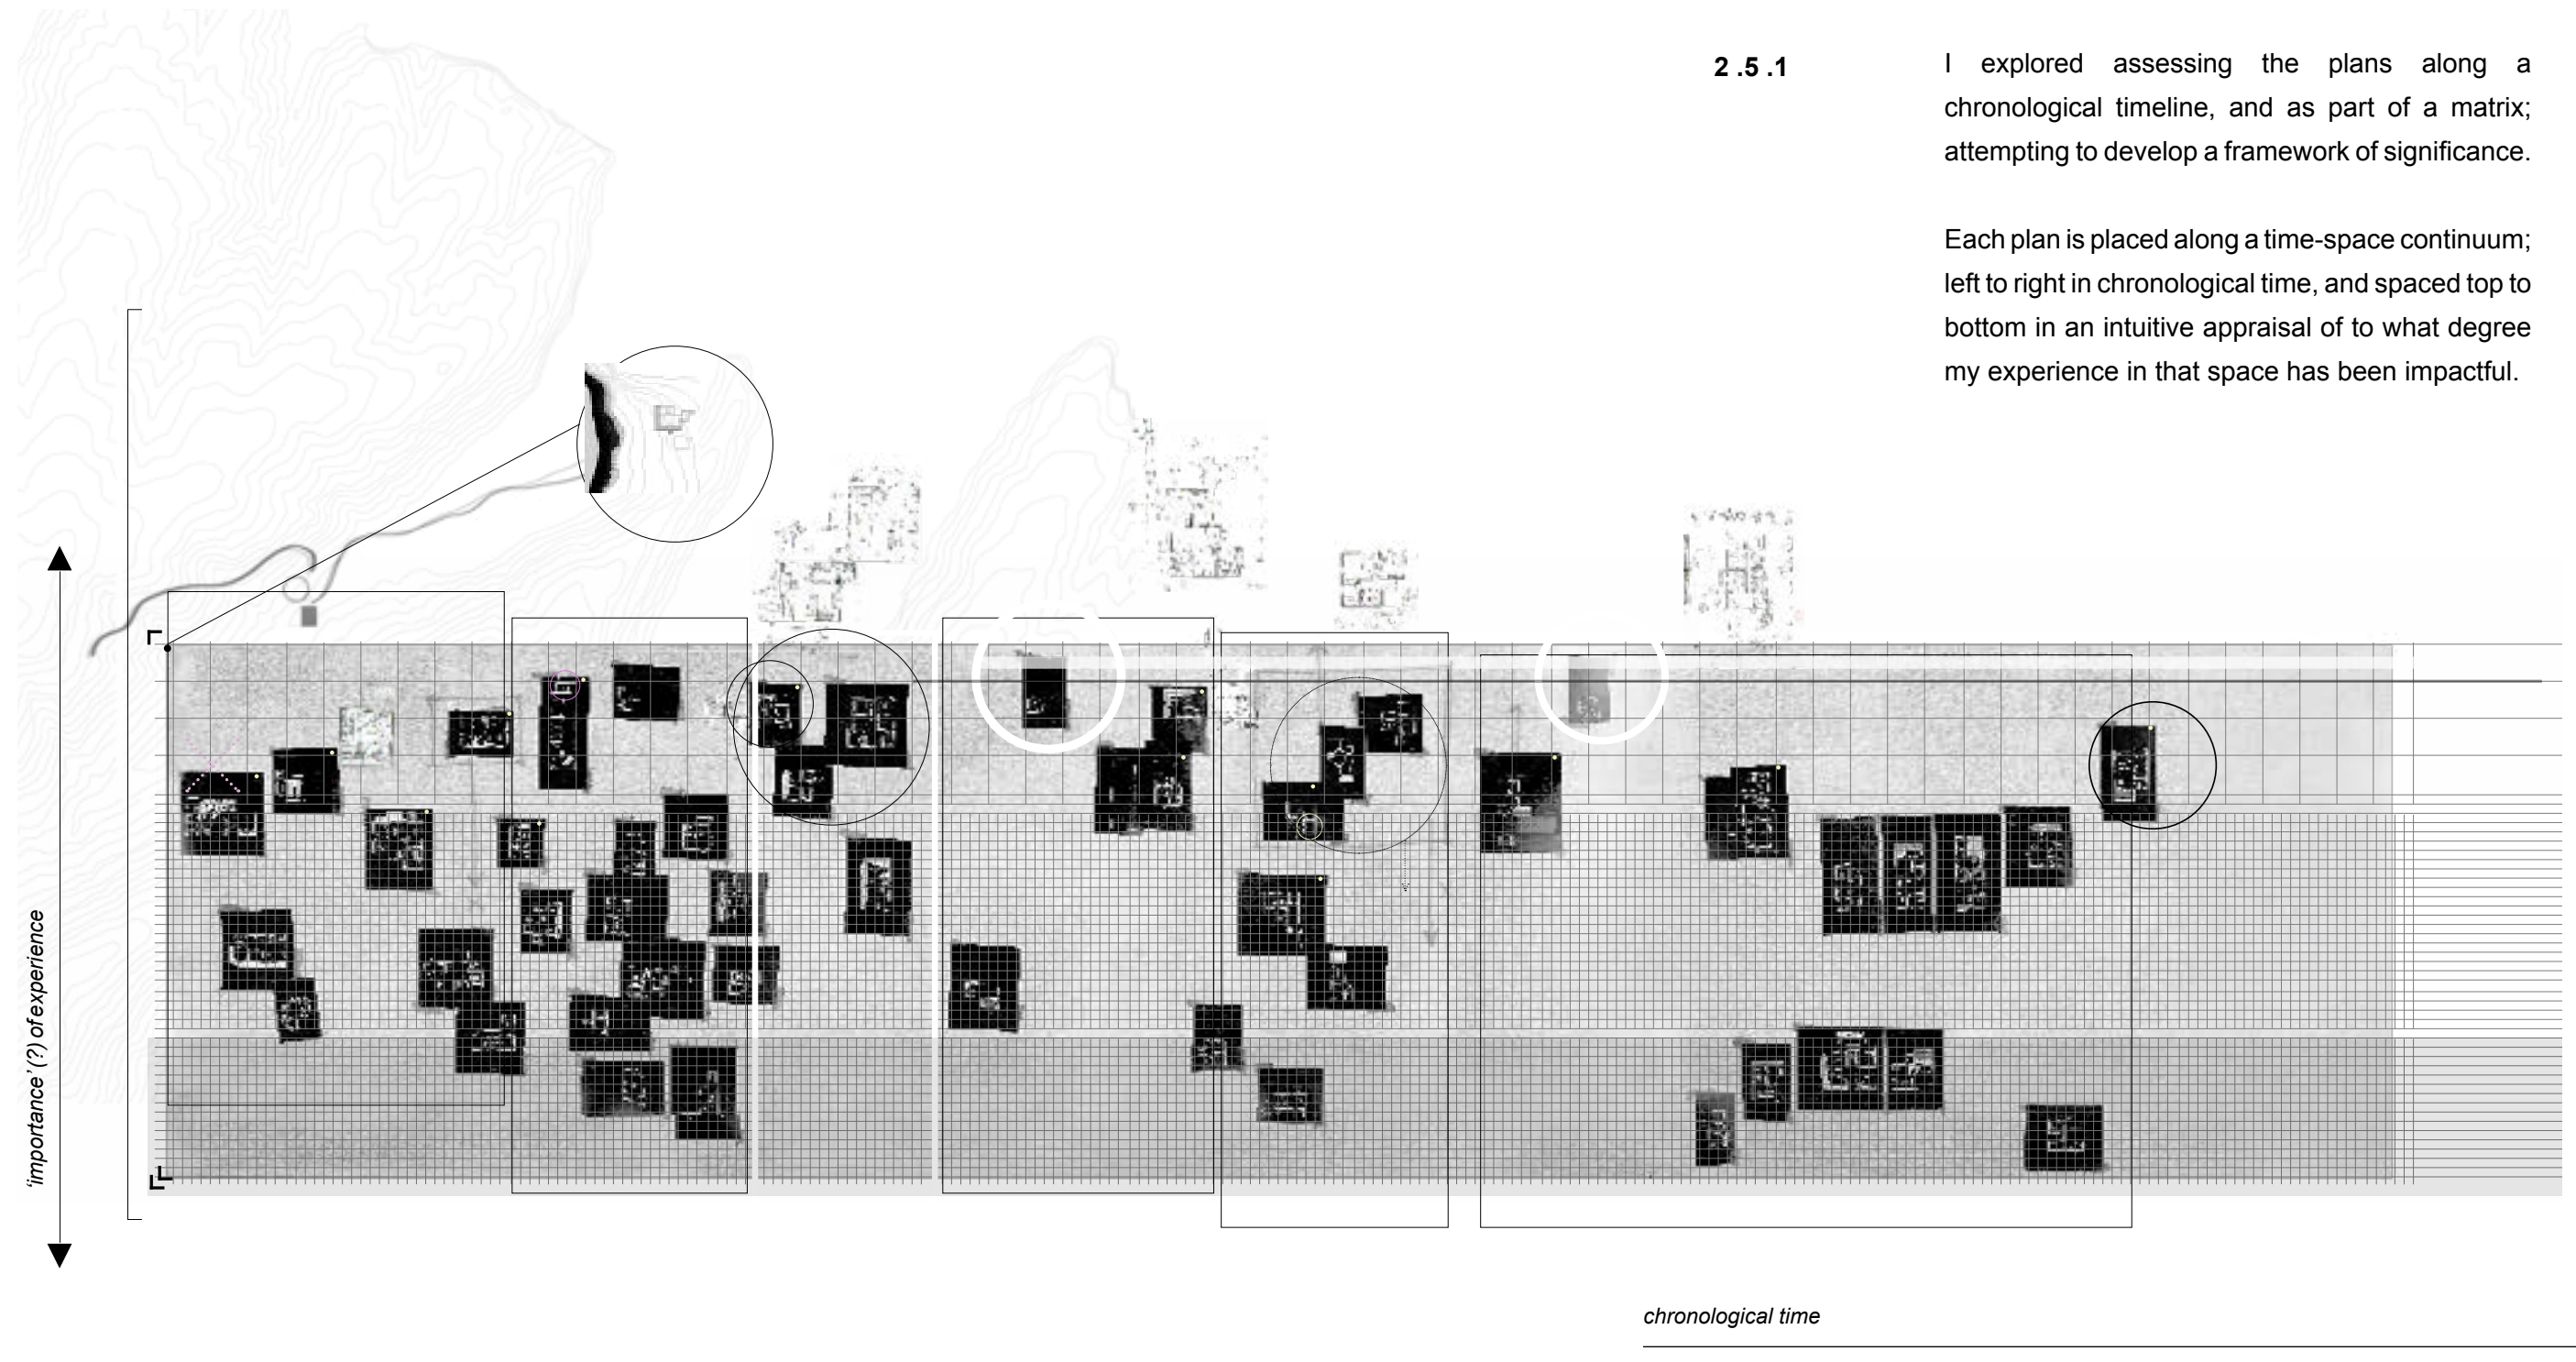 2 .5 .1
I explored assessing the plans along a
chronological timeline, and as part of a matrix;
attempting to develop a framework of significance.
Each plan is placed along a time-space continuum;
left to right in chronological time, and spaced top to
bottom in an intuitive appraisal of to what degree
my experience in that space has been impactful.
‘importance’ (?) of experience
chronological time